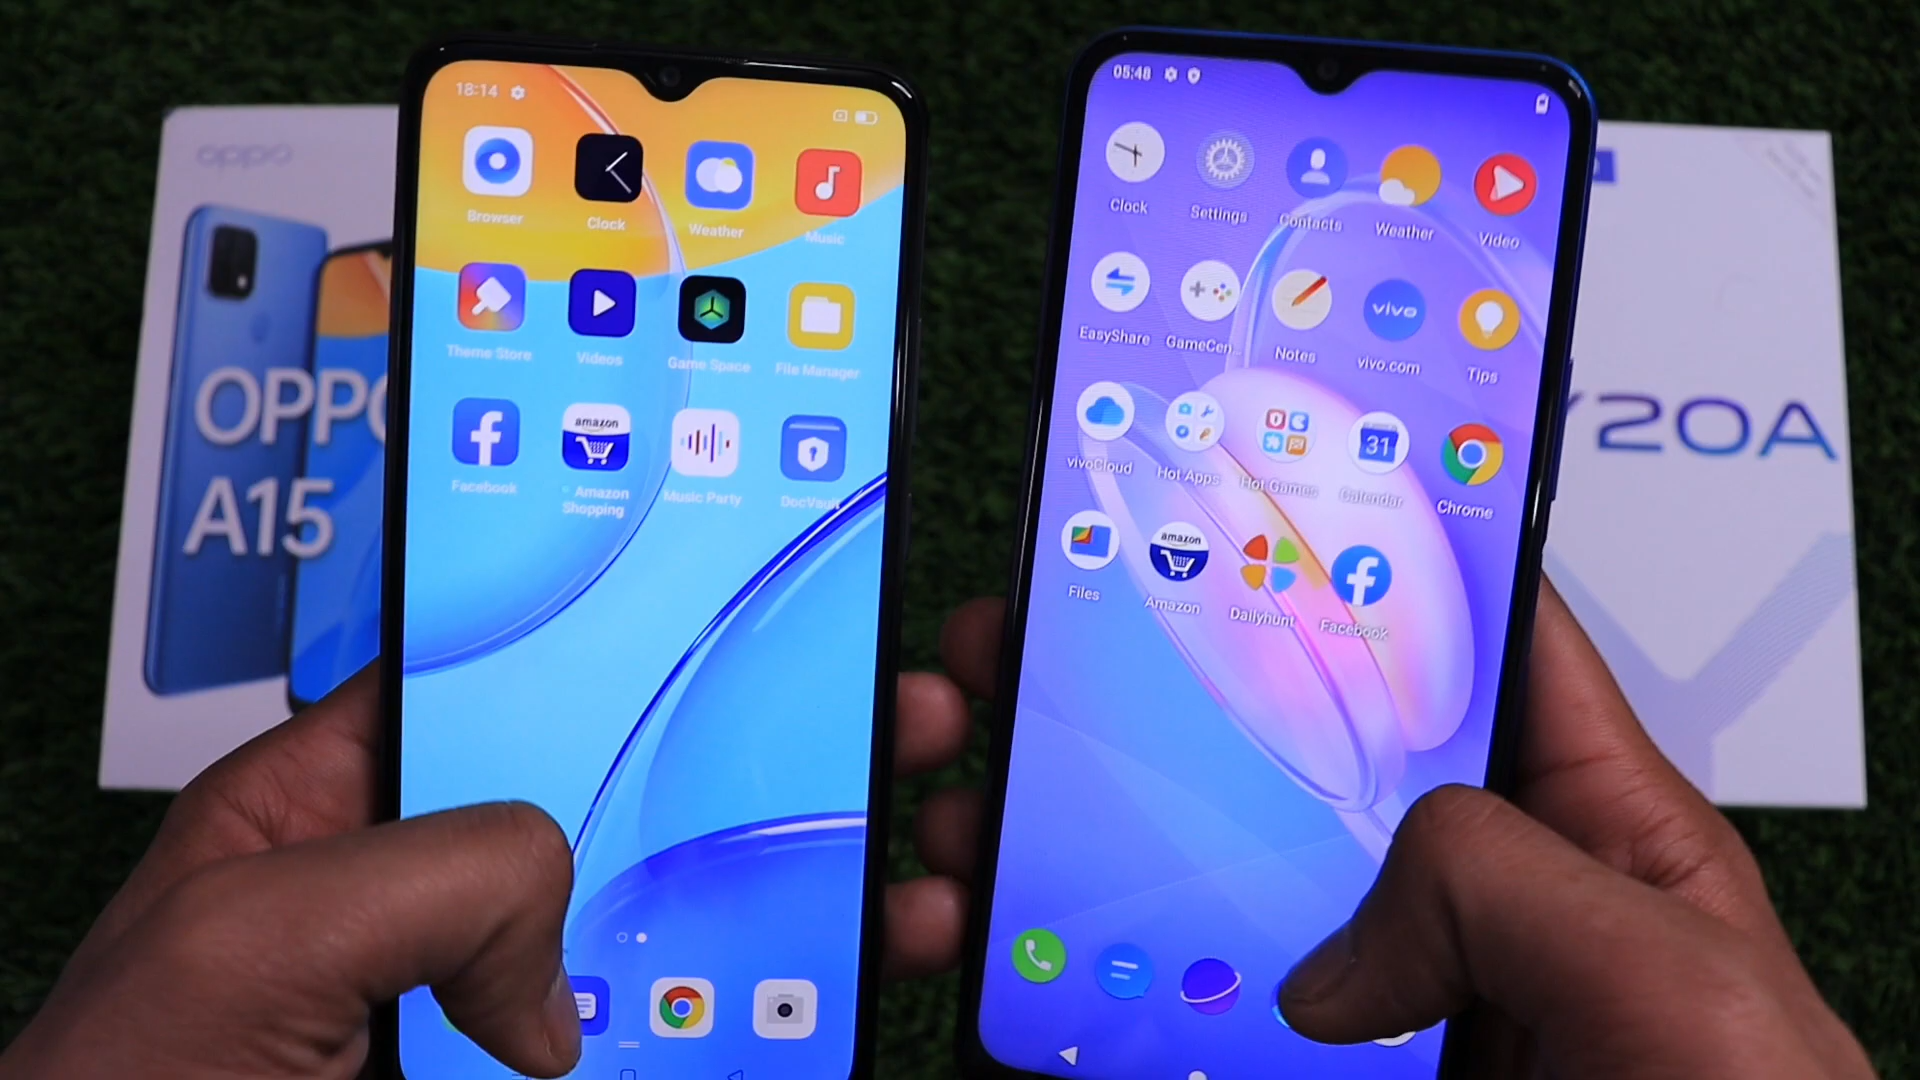 oppo
OPPO
A15
18:14
Browser
Clock
Weather
Music
Theme Store
Videos
Game Space
File Manager
amazon
Facebook
Amazon
Shopping
Music Party
DocVault
05:48
Clock
Settings
Contacts
Weather
Video
vivo
EasyShare
GameCen...
Notes
vivo.com
Tips
31
vivoCloud
Hot Apps
Hot Games
Calendar
Chrome
amazon
Files
Amazon
Dailyhunt
Facebook
Y20A